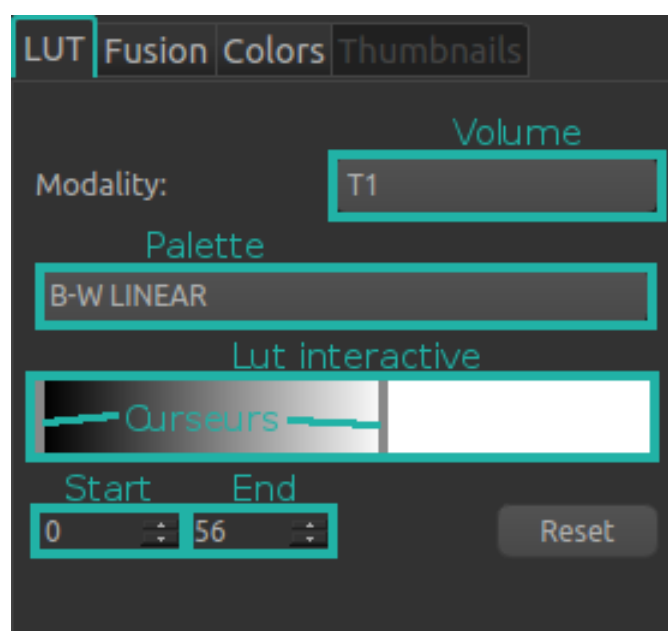 LUT Fusion Colors Thumbnails
Volume
Modality: T1
Palette
B-W LINEAR
Lut interactive
Curseurs
Start End
0 56 Reset